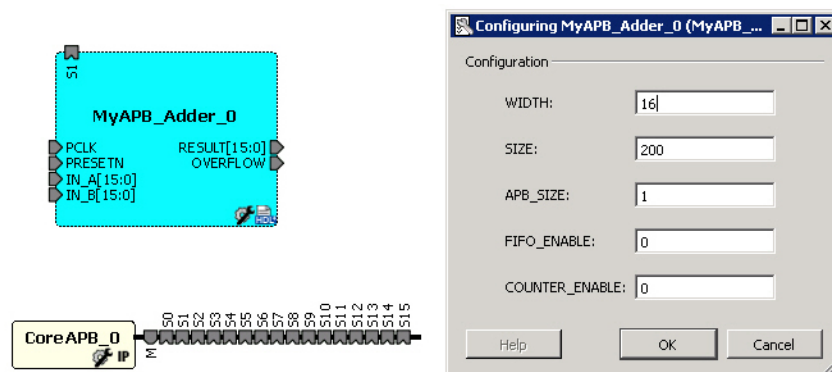 S1
MyAPB_Adder_0
PCLK
RESULT[15:0]
PRESETN
OVERFLOW
IN_A[15:0]
IN_B[15:0]
HDL
CoreAPB_0
IP
M
S0
S1
S2
S3
S4
S5
S6
S7
S8
S9
S10
S11
S12
S13
S14
S15
Configuring MyAPB_Adder_0 (MyAPB_...
Configuration
WIDTH: 16
SIZE: 200
APB_SIZE: 1
FIFO_ENABLE: 0
COUNTER_ENABLE: 0
Help OK Cancel